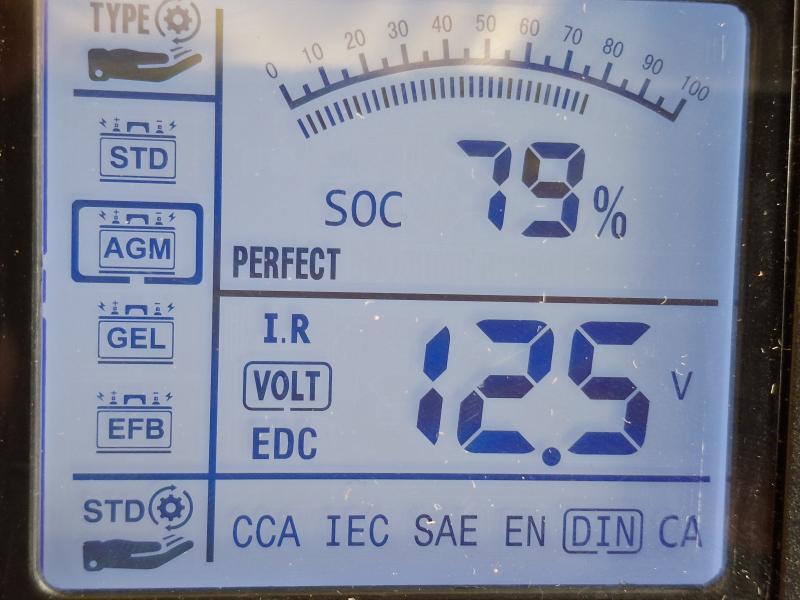 TYPE
0 10 20 30 40 50 60 70 80 90 100
STD
SOC 79 %
AGM
PERFECT
GEL
I.R
VOLT 12.5 V
EFB
EDC
STD
CCA IEC SAE EN DIN CA